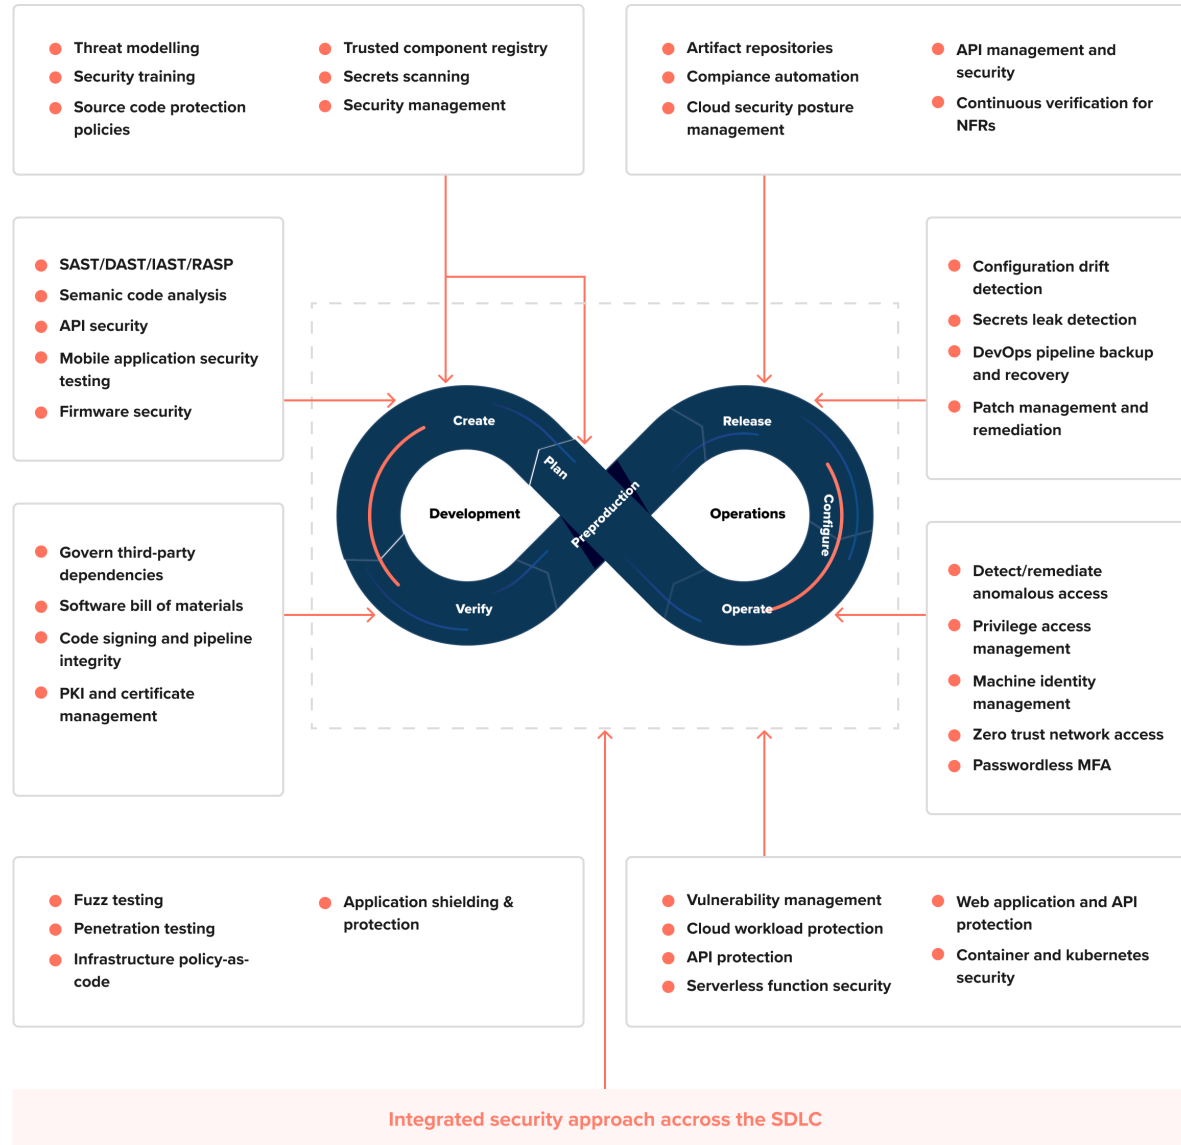 Threat modelling
Security training
Source code protection
policies
Trusted component registry
Secrets scanning
Security management
Artifact repositories
Compliance automation
Cloud security posture
management
API management and
security
Continuous verification for
NFRs
SAST/DAST/IAST/RASP
Semanic code analysis
API security
Mobile application security
testing
Firmware security
Configuration drift
detection
Secrets leak detection
DevOps pipeline backup
and recovery
Patch management and
remediation
Create
Plan
Development
Verify
Preproduction
Release
Configure
Operations
Operate
Govern third-party
dependencies
Software bill of materials
Code signing and pipeline
integrity
PKI and certificate
management
Detect/remediate
anomalous access
Privilege access
management
Machine identity
management
Zero trust network access
Passwordless MFA
Fuzz testing
Penetration testing
Infrastructure policy-as-
code
Application shielding &
protection
Vulnerability management
Cloud workload protection
API protection
Serverless function security
Web application and API
protection
Container and kubernetes
security
Integrated security approach accross the SDLC